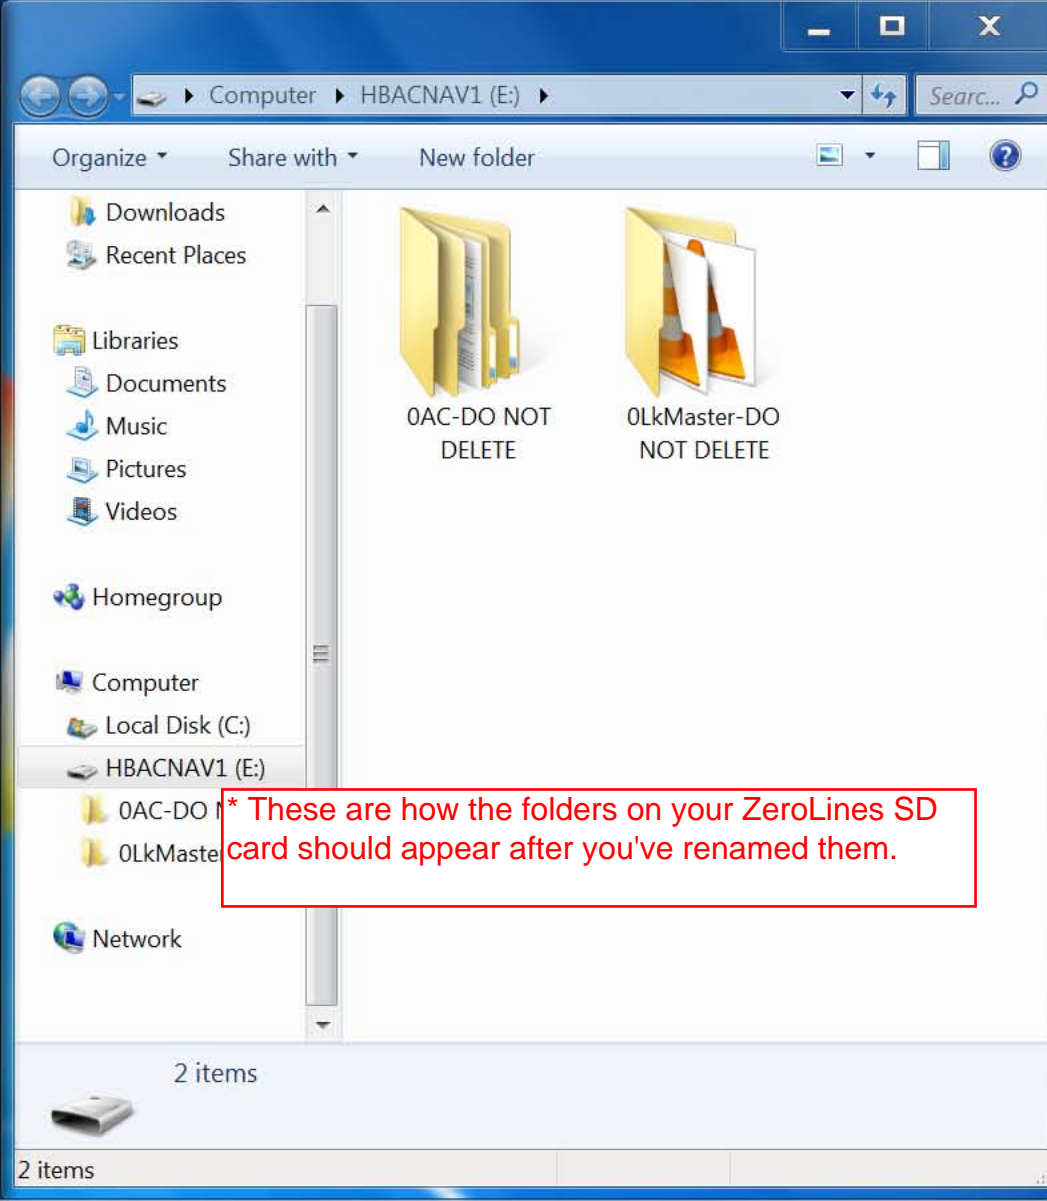 Computer
HBACNAV1 (E:)
Searc...
Organize
Share with
New folder
Downloads
Recent Places
Libraries
Documents
Music
Pictures
Videos
Homegroup
Computer
Local Disk (C:)
HBACNAV1 (E:)
0AC-DO
0LkMaste
Network
0AC-DO NOT
DELETE
0LkMaster-DO
NOT DELETE
* These are how the folders on your ZeroLines SD
card should appear after you've renamed them.
2 items
2 items